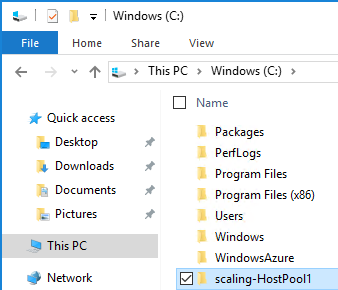 Windows (C:)
File
Home
Share
View
This PC
Windows (C:)
Quick access
Desktop
Downloads
Documents
Pictures
This PC
Network
Name
Packages
PerfLogs
Program Files
Program Files (x86)
Users
Windows
WindowsAzure
scaling-HostPool1